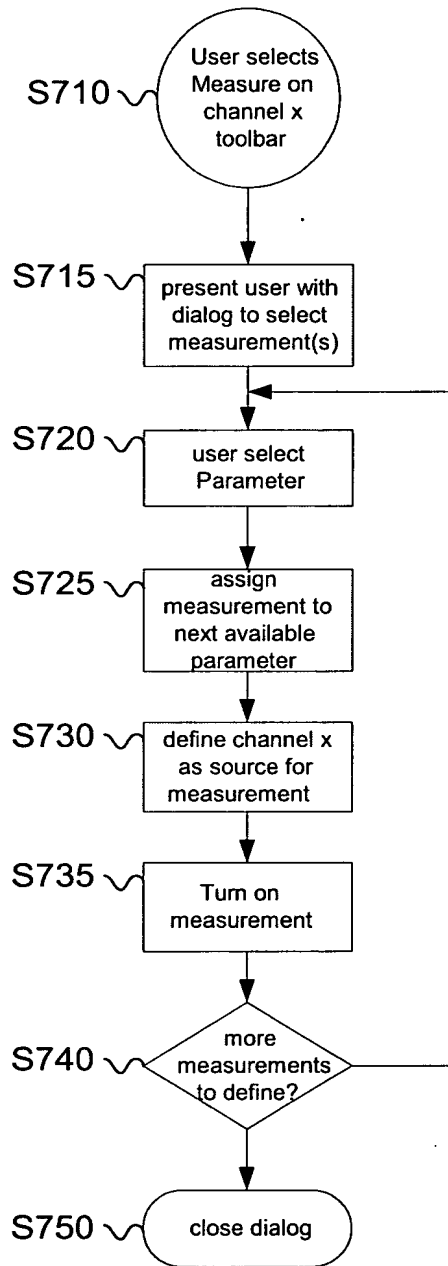 User selects
Measure on
channel x
toolbar
S710
S715
present user with
dialog to select
measurement(s)
S720
user select
Parameter
S725
assign
measurement to
next available
parameter
S730
define channel x
as source for
measurement
S735
Turn on
measurement
S740
more
measurements
to define?
S750
close dialog